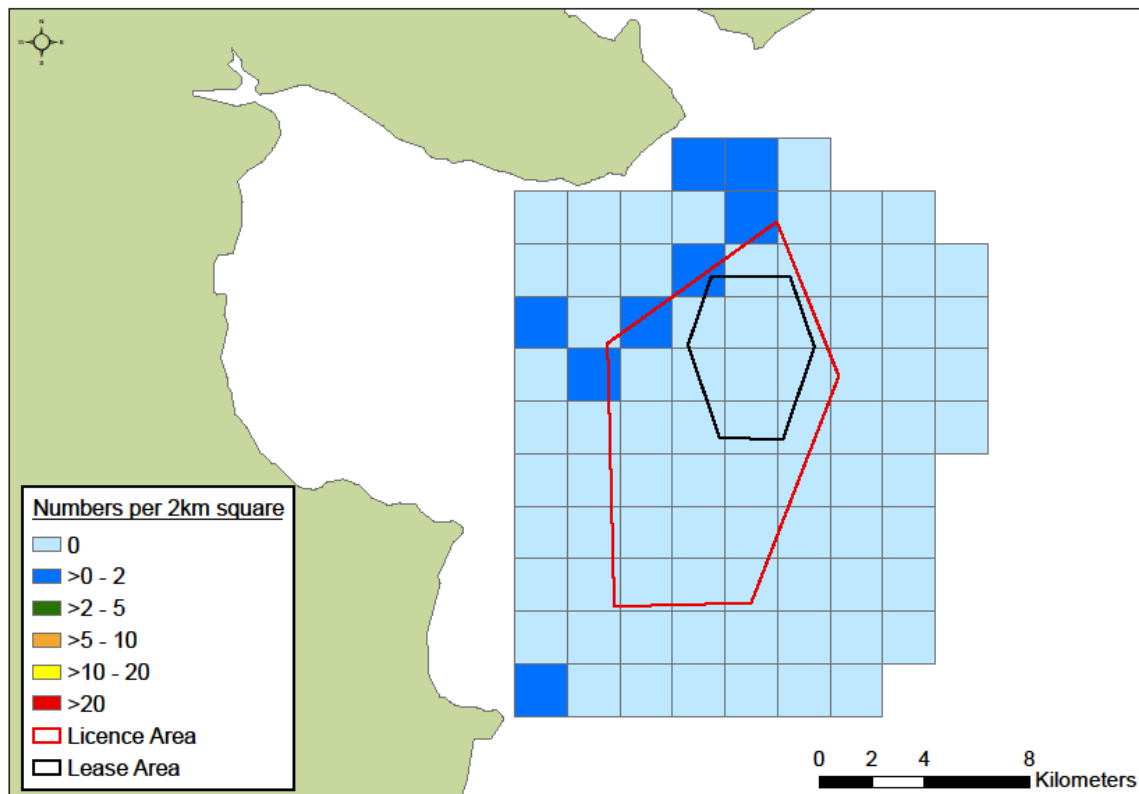 N
Numbers per 2km square
0
>0 - 2
>2 - 5
>5 - 10
>10 - 20
>20
Licence Area
Lease Area
0 2 4 8
Kilometers